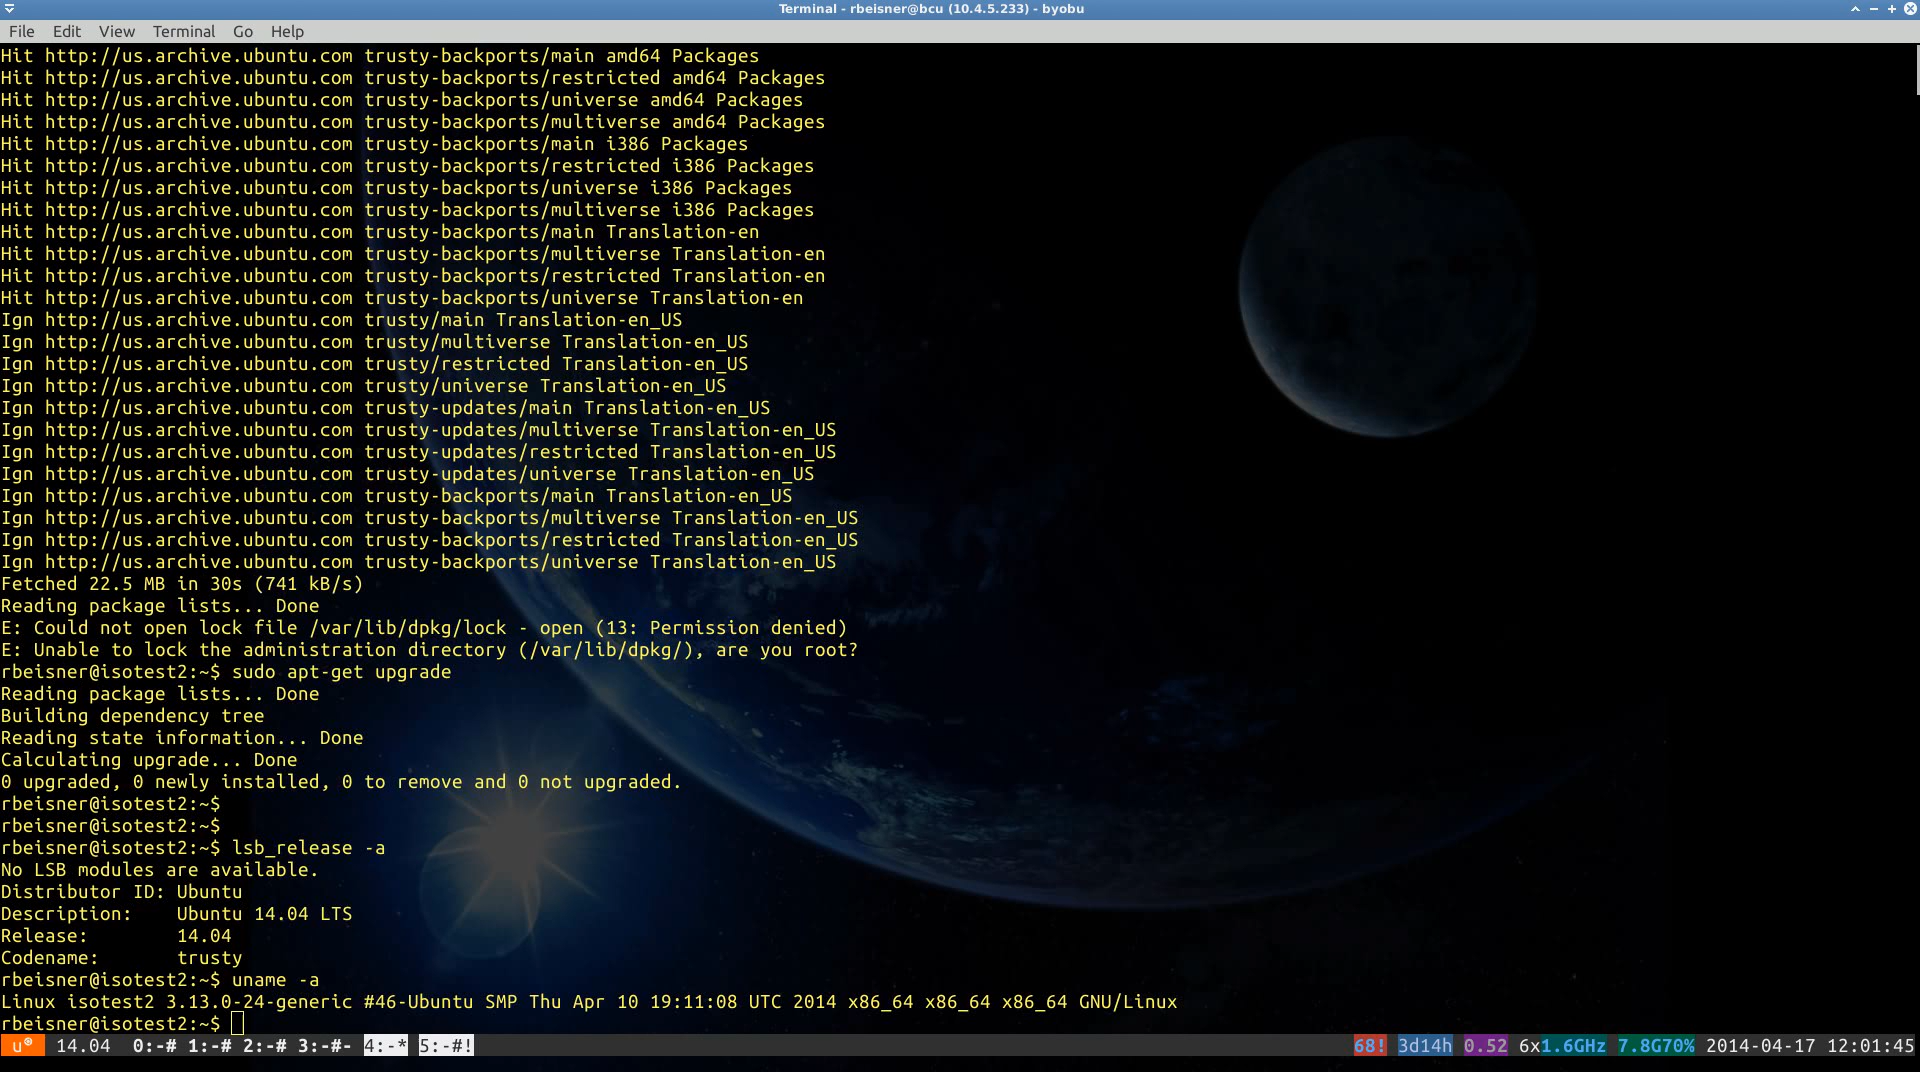 Terminal - rbeisner@bcu (10.4.5.233) - byobu
File Edit View Terminal Go Help
Hit http://us.archive.ubuntu.com trusty-backports/main amd64 Packages
Hit http://us.archive.ubuntu.com trusty-backports/restricted amd64 Packages
Hit http://us.archive.ubuntu.com trusty-backports/universe amd64 Packages
Hit http://us.archive.ubuntu.com trusty-backports/multiverse amd64 Packages
Hit http://us.archive.ubuntu.com trusty-backports/main i386 Packages
Hit http://us.archive.ubuntu.com trusty-backports/restricted i386 Packages
Hit http://us.archive.ubuntu.com trusty-backports/universe i386 Packages
Hit http://us.archive.ubuntu.com trusty-backports/multiverse i386 Packages
Hit http://us.archive.ubuntu.com trusty-backports/main Translation-en
Hit http://us.archive.ubuntu.com trusty-backports/multiverse Translation-en
Hit http://us.archive.ubuntu.com trusty-backports/restricted Translation-en
Hit http://us.archive.ubuntu.com trusty-backports/universe Translation-en
Ign http://us.archive.ubuntu.com trusty/main Translation-en_US
Ign http://us.archive.ubuntu.com trusty/multiverse Translation-en_US
Ign http://us.archive.ubuntu.com trusty/restricted Translation-en_US
Ign http://us.archive.ubuntu.com trusty/universe Translation-en_US
Ign http://us.archive.ubuntu.com trusty-updates/main Translation-en_US
Ign http://us.archive.ubuntu.com trusty-updates/multiverse Translation-en_US
Ign http://us.archive.ubuntu.com trusty-updates/restricted Translation-en_US
Ign http://us.archive.ubuntu.com trusty-updates/universe Translation-en_US
Ign http://us.archive.ubuntu.com trusty-backports/main Translation-en_US
Ign http://us.archive.ubuntu.com trusty-backports/multiverse Translation-en_US
Ign http://us.archive.ubuntu.com trusty-backports/restricted Translation-en_US
Ign http://us.archive.ubuntu.com trusty-backports/universe Translation-en_US
Fetched 22.5 MB in 30s (741 kB/s)
Reading package lists... Done
E: Could not open lock file /var/lib/dpkg/lock - open (13: Permission denied)
E: Unable to lock the administration directory (/var/lib/dpkg/), are you root?
rbeisner@isotest2:~$ sudo apt-get upgrade
Reading package lists... Done
Building dependency tree
Reading state information... Done
Calculating upgrade... Done
0 upgraded, 0 newly installed, 0 to remove and 0 not upgraded.
rbeisner@isotest2:~$
rbeisner@isotest2:~$
rbeisner@isotest2:~$ lsb_release -a
No LSB modules are available.
Distributor ID: Ubuntu
Description:    Ubuntu 14.04 LTS
Release:        14.04
Codename:       trusty
rbeisner@isotest2:~$ uname -a
Linux isotest2 3.13.0-24-generic #46-Ubuntu SMP Thu Apr 10 19:11:08 UTC 2014 x86_64 x86_64 x86_64 GNU/Linux
rbeisner@isotest2:~$
u® 14.04 0:-# 1:-# 2:-# 3:-#- 4:-* 5:-#! 68! 3d14h 0.52 6x1.6GHz 7.8G70% 2014-04-17 12:01:45